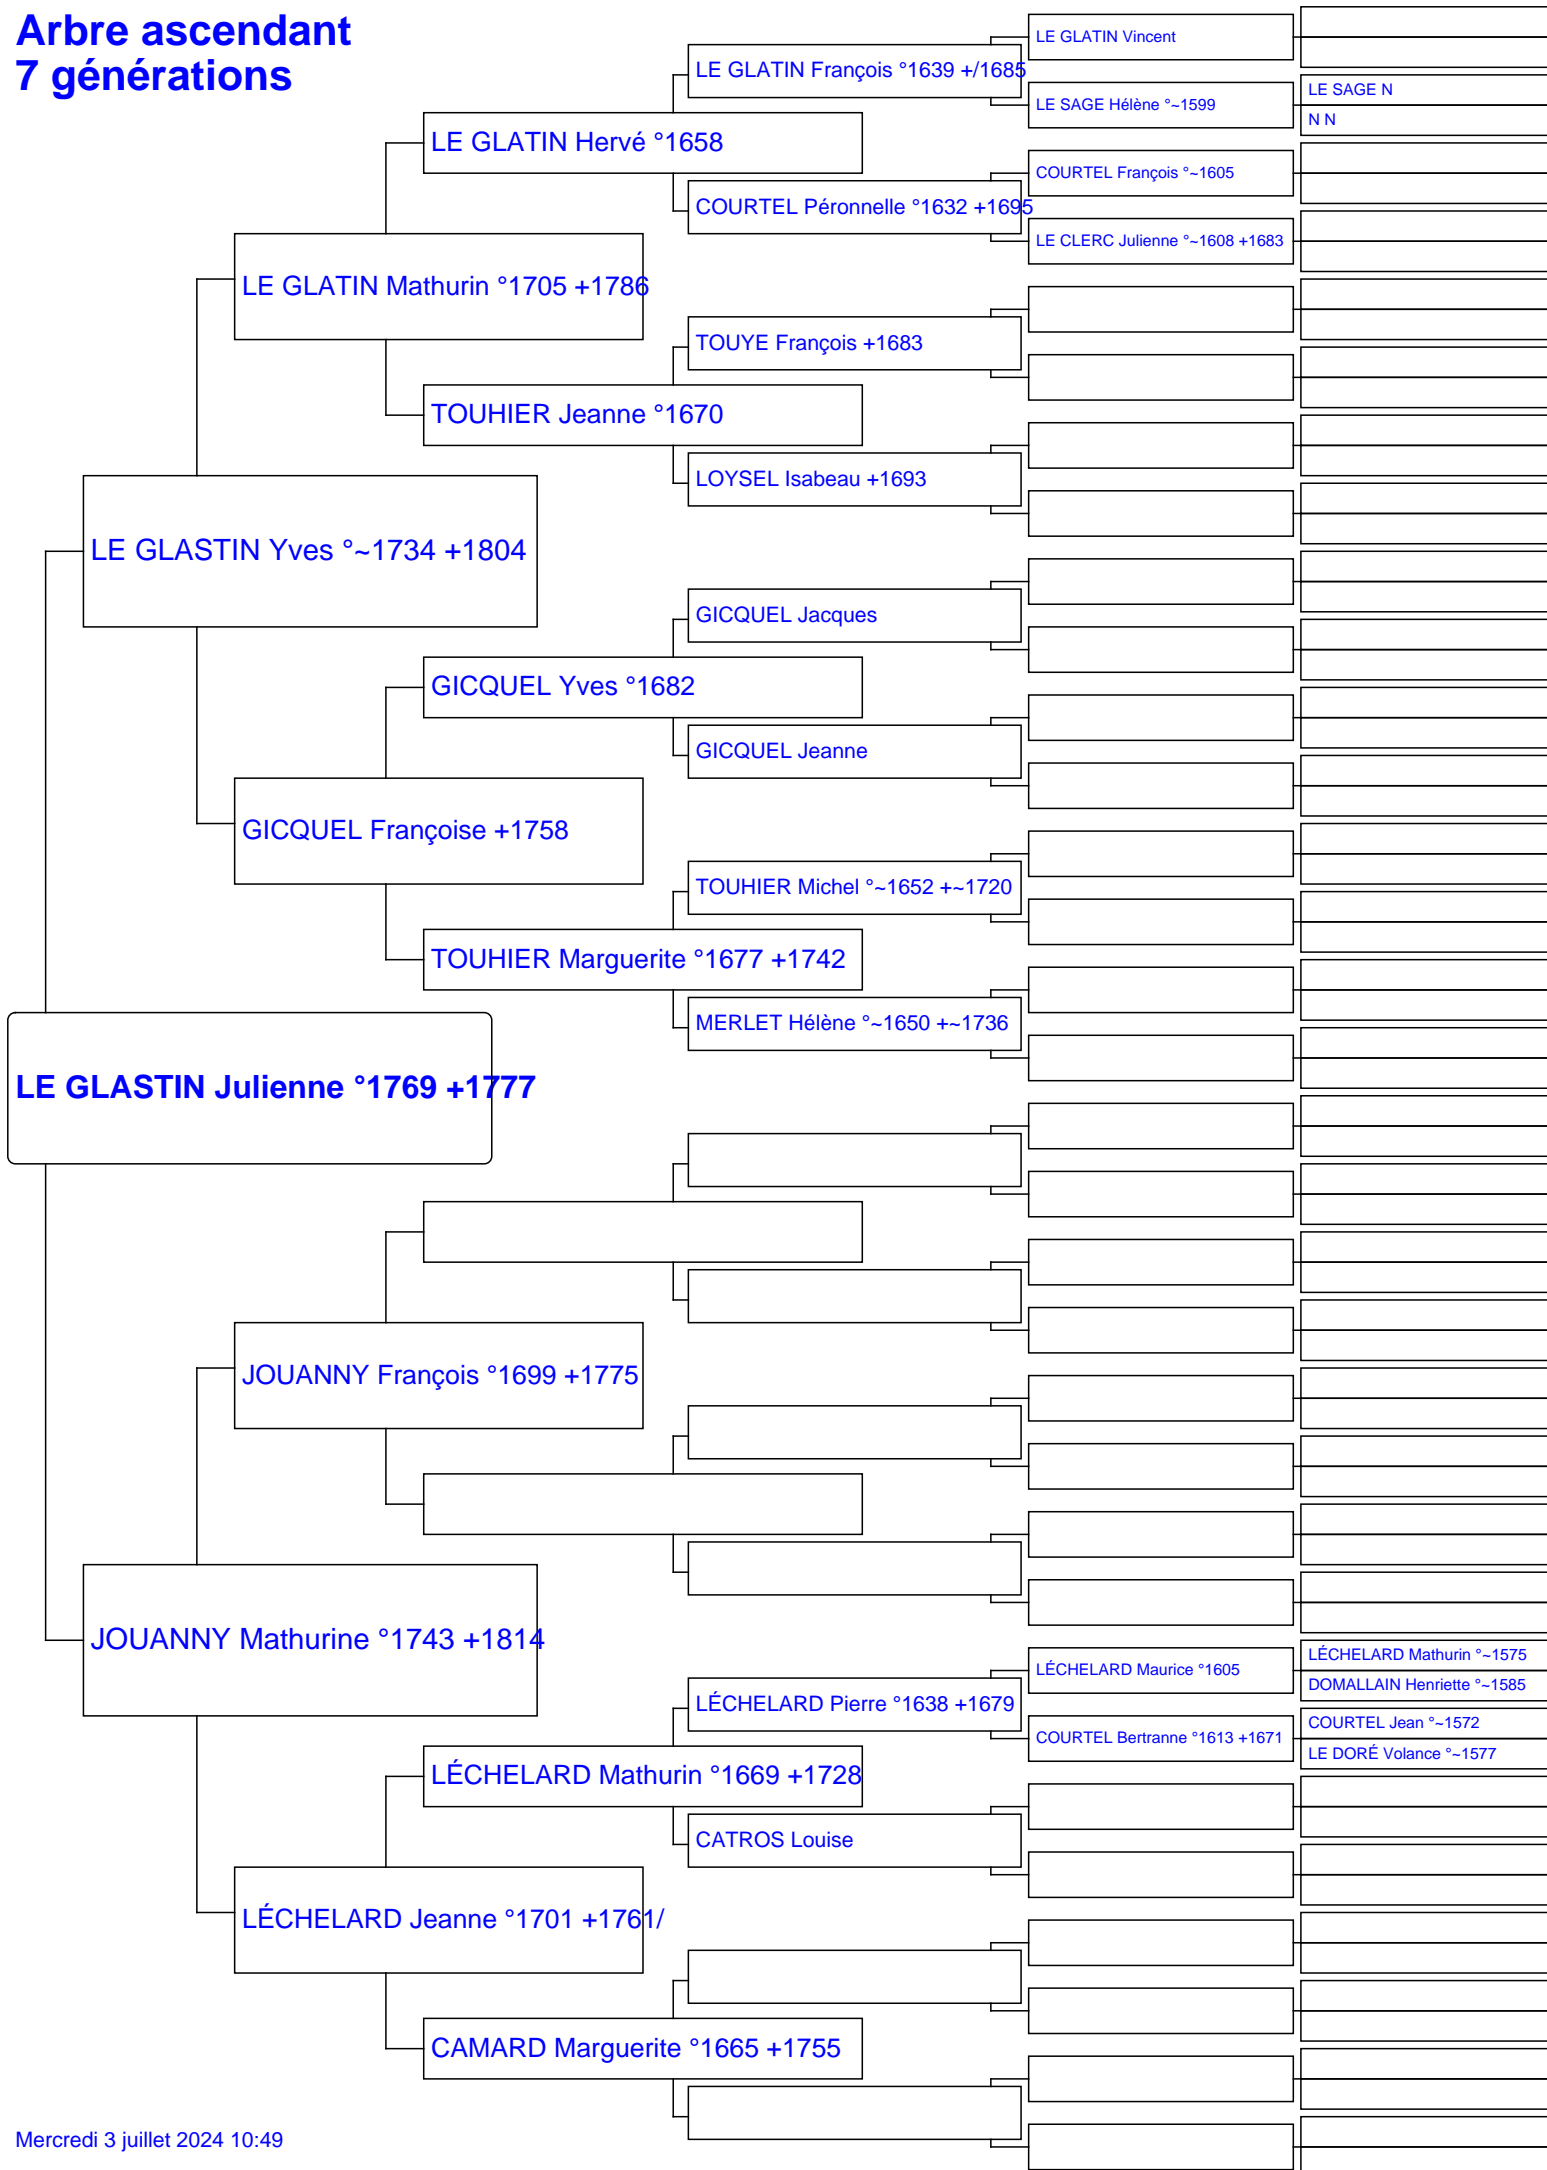 Arbre ascendant
7 générations
LE GLATIN Vincent
LE GLATIN François °1639 +/1685
LE SAGE N
LE SAGE Hélène °~1599
N N
LE GLATIN Hervé °1658
COURTEL François °~1605
COURTEL Péronnelle °1632 +1695
LE CLERC Julienne °~1608 +1683
LE GLATIN Mathurin °1705 +1786
TOUYE François +1683
TOUHIER Jeanne °1670
LOYSEL Isabeau +1693
LE GLASTIN Yves °~1734 +1804
GICQUEL Jacques
GICQUEL Yves °1682
GICQUEL Jeanne
GICQUEL Françoise +1758
TOUHIER Michel °~1652 +~1720
TOUHIER Marguerite °1677 +1742
MERLET Hélène °~1650 +~1736
LE GLASTIN Julienne °1769 +1777
JOUANNY François °1699 +1775
JOUANNY Mathurine °1743 +1814
LÉCHELARD Mathurin °~1575
LÉCHELARD Maurice °1605
DOMALLAIN Henriette °~1585
LÉCHELARD Pierre °1638 +1679
COURTEL Jean °~1572
COURTEL Bertranne °1613 +1671
LE DORÉ Volance °~1577
LÉCHELARD Mathurin °1669 +1728
CATROS Louise
LÉCHELARD Jeanne °1701 +1761/
CAMARD Marguerite °1665 +1755
Mercredi 3 juillet 2024 10:49